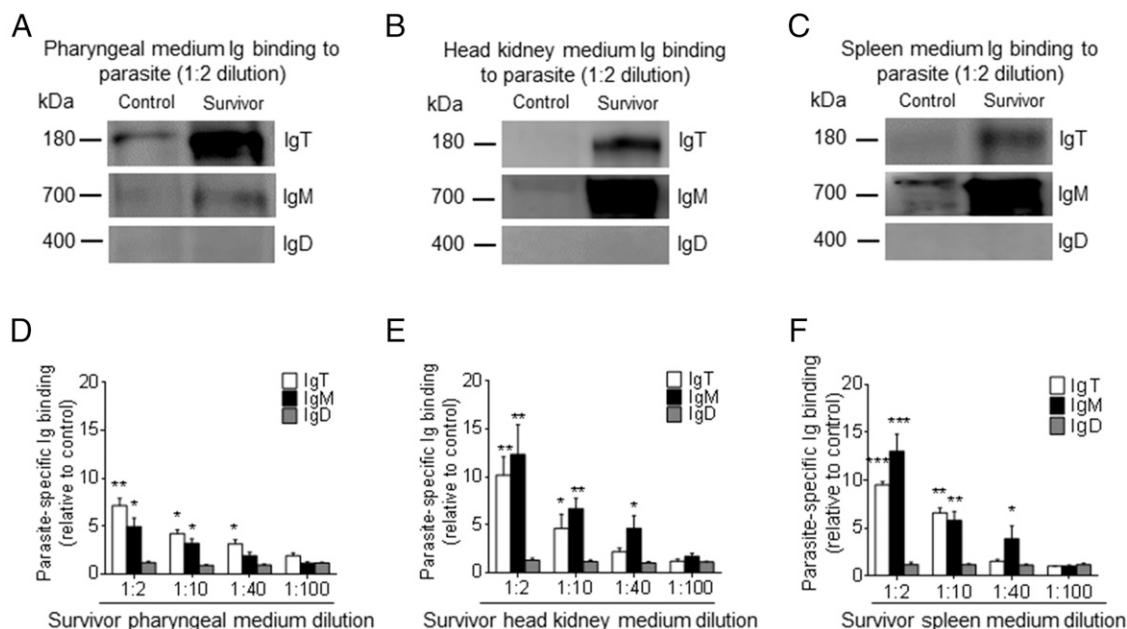 A
Pharyngeal medium Ig binding to
parasite (1:2 dilution)
kDa Control Survivor
180 IgT
700 IgM
400 IgD
B
Head kidney medium Ig binding
to parasite (1:2 dilution)
kDa Control Survivor
180 IgT
700 IgM
400 IgD
C
Spleen medium Ig binding to
parasite (1:2 dilution)
kDa Control Survivor
180 IgT
700 IgM
400 IgD
D
Parasite-specific Ig binding
(relative to control)
20
15
10
5
0
IgT
IgM
IgD
** *
* *
*
1:2 1:10 1:40 1:100
Survivor pharyngeal medium dilution
E
Parasite-specific Ig binding
(relative to control)
20
15
10
5
0
IgT
IgM
IgD
** **
* **
*
1:2 1:10 1:40 1:100
Survivor head kidney medium dilution
F
Parasite-specific Ig binding
(relative to control)
20
15
10
5
0
IgT
IgM
IgD
*** ***
** **
*
1:2 1:10 1:40 1:100
Survivor spleen medium dilution